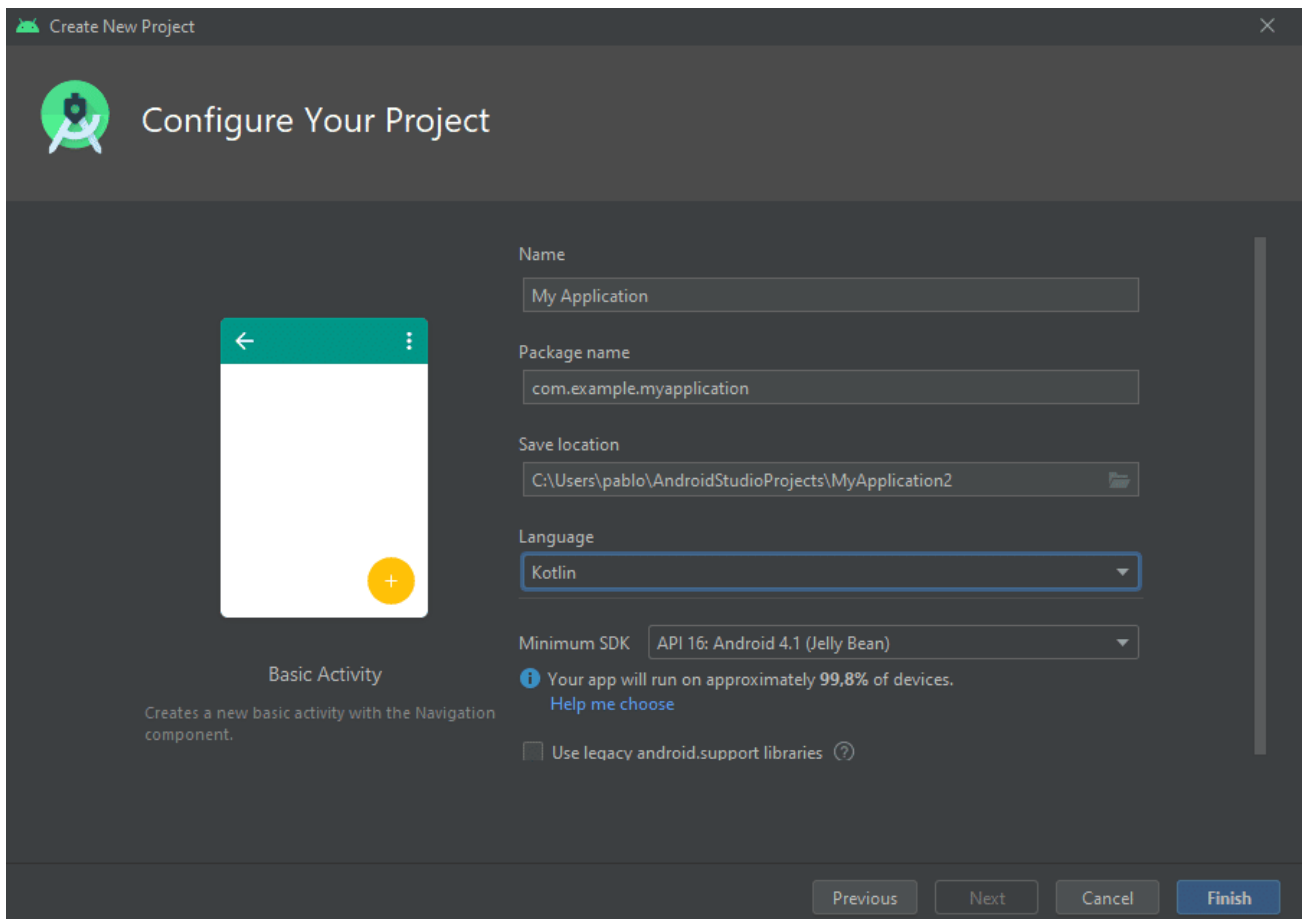 Create New Project
Configure Your Project
Name
My Application
Package name
com.example.myapplication
Save location
C:\Users\pablo\AndroidStudioProjects\MyApplication2
Language
Kotlin
Minimum SDK API 16: Android 4.1 (Jelly Bean)
Your app will run on approximately 99,8% of devices.
Help me choose
Use legacy android.support libraries ?
Basic Activity
Creates a new basic activity with the Navigation
component.
Previous Next Cancel Finish